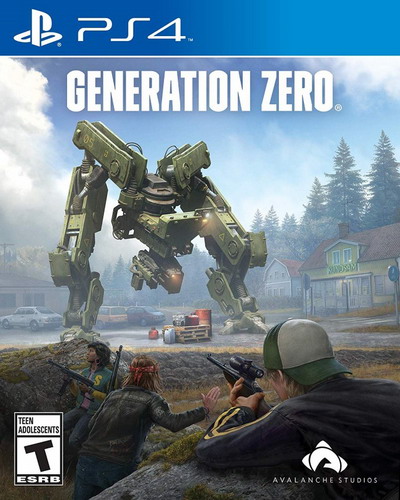 PS4
GENERATION ZERO®
TEEN
ADOLESCENTS
T
ESRB
AVALANCHE STUDIOS